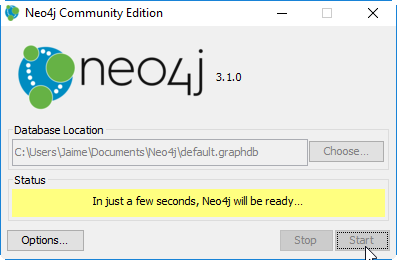 Neo4j Community Edition
neo4j 3.1.0
Database Location
C:\Users\Jaime\Documents\Neo4j\default.graphdb Choose...
Status
In just a few seconds, Neo4j will be ready...
Options... Stop Start